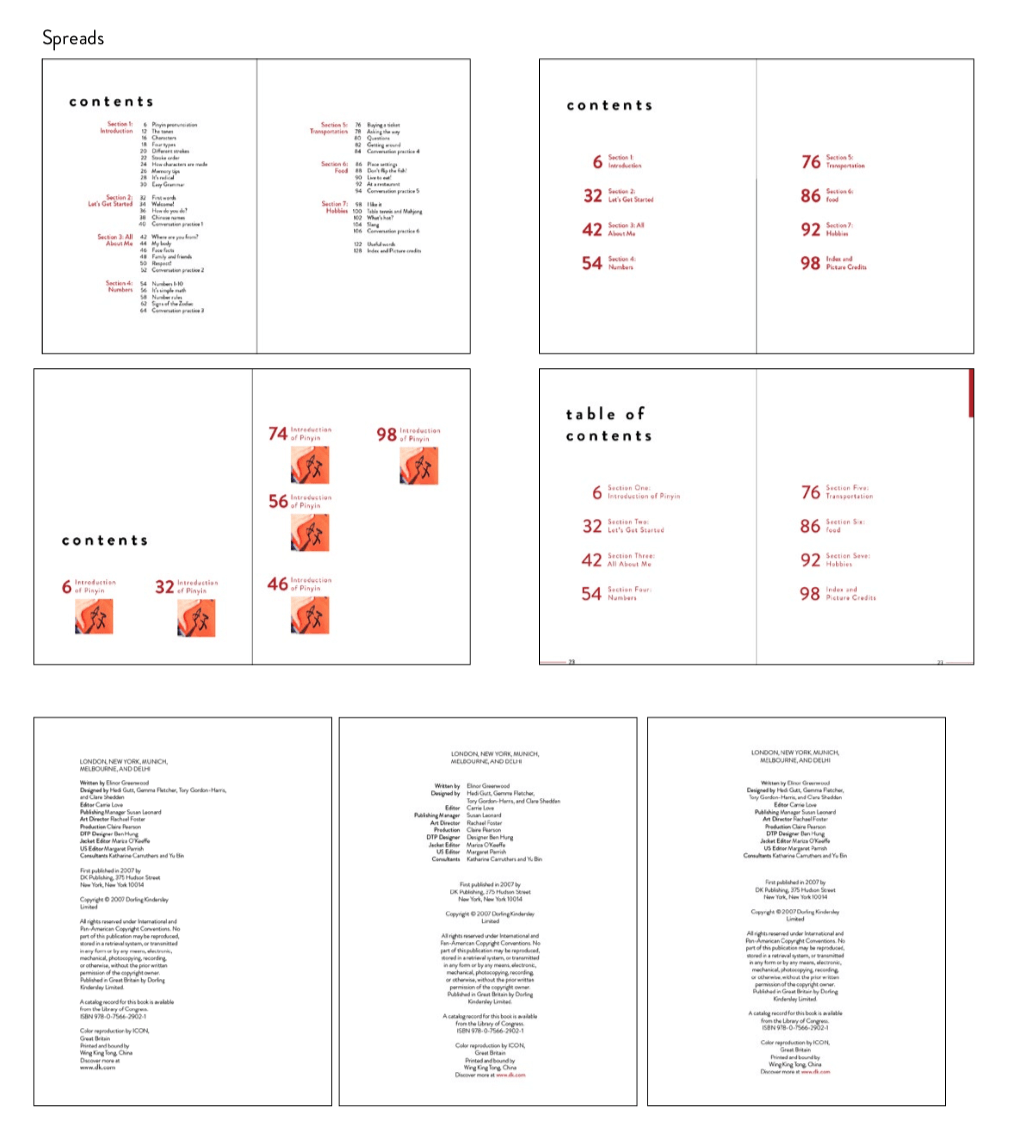 Spreads
contents
Section 1:
Introduction
6 Pinyin pronunciation
12 The tones
16 Characters
18 Four types
20 Different strokes
22 Stroke order
24 How characters are made
26 Memory tips
28 It's radical
30 Easy Grammar
Section 2:
Let's Get Started
32 First words
34 Welcome!
36 How do you do?
38 Chinese names
40 Conversation practice 1
Section 3: All
About Me
42 Where are you from?
44 My body
46 Face facts
48 Family and friends
50 Respect!
52 Conversation practice 2
Section 4:
Numbers
54 Numbers 1-10
56 It's simple math
58 Number rules
62 Signs of the Zodiac
64 Conversation practice 3
Section 5:
Transportation
76 Buying a ticket
78 Asking the way
80 Questions
82 Getting around
84 Conversation practice 4
Section 6:
Food
86 Place settings
88 Don't flip the fish!
90 Live to eat!
92 At a restaurant
94 Conversation practice 5
Section 7:
Hobbies
98 I like it
100 Table tennis and Mahjong
102 What's hot?
104 Slang
106 Conversation practice 6
122 Useful words
128 Index and Picture credits
contents
6 Section 1:
Introduction
32 Section 2:
Let's Get Started
42 Section 3: All
About Me
54 Section 4:
Numbers
76 Section 5:
Transportation
86 Section 6:
Food
92 Section 7:
Hobbies
98 Index and
Picture Credits
contents
6 Introduction
of Pinyin
32 Introduction
of Pinyin
74 Introduction
of Pinyin
98 Introduction
of Pinyin
56 Introduction
of Pinyin
46 Introduction
of Pinyin
table of
contents
6 Section One:
Introduction of Pinyin
32 Section Two:
Let's Get Started
42 Section Three:
All About Me
54 Section Four:
Numbers
76 Section Five:
Transportation
86 Section Six:
Food
92 Section Seve:
Hobbies
98 Index and
Picture Credits
LONDON, NEW YORK, MUNICH,
MELBOURNE, AND DELHI
Written by Elinor Greenwood
Designed by Hedi Gutt, Gemma Fletcher, Tory Gordon-Harris,
and Clare Shedden
Editor Carrie Love
Publishing Manager Susan Leonard
Art Director Rachael Foster
Production Claire Pearson
DTP Designer Ben Hung
Jacket Editor Mariza O'Keeffe
US Editor Margaret Parrish
Consultants Katharine Carruthers and Yu Bin
First published in 2007 by
DK Publishing, 375 Hudson Street
New York, New York 10014
Copyright © 2007 Dorling Kindersley
Limited
All rights reserved under International and
Pan-American Copyright Conventions. No
part of this publication may be reproduced,
stored in a retrieval system, or transmitted
in any form or by any means, electronic,
mechanical, photocopying, recording,
or otherwise, without the prior written
permission of the copyright owner.
Published in Great Britain by Dorling
Kindersley Limited.
A catalog record for this book is available
from the Library of Congress.
ISBN 978-0-7566-2902-1
Color reproduction by ICON,
Great Britain
Printed and bound by
Wing King Tong, China
Discover more at
www.dk.com
LONDON, NEW YORK, MUNICH,
MELBOURNE, AND DELHI
Written by Elinor Greenwood
Designed by Hedi Gutt, Gemma Fletcher,
Tory Gordon-Harris, and Clare Shedden
Editor Carrie Love
Publishing Manager Susan Leonard
Art Director Rachael Foster
Production Claire Pearson
DTP Designer Designer Ben Hung
Jacket Editor Mariza O'Keeffe
US Editor Margaret Parrish
Consultants Katharine Carruthers and Yu Bin
First published in 2007 by
DK Publishing, 375 Hudson Street
New York, New York 10014
Copyright © 2007 Dorling Kindersley
Limited
All rights reserved under International and
Pan-American Copyright Conventions. No
part of this publication may be reproduced,
stored in a retrieval system, or transmitted
in any form or by any means, electronic,
mechanical, photocopying, recording,
or otherwise, without the prior written
permission of the copyright owner.
Published in Great Britain by Dorling
Kindersley Limited.
A catalog record for this book is available
from the Library of Congress.
ISBN 978-0-7566-2902-1
Color reproduction by ICON,
Great Britain
Printed and bound by
Wing King Tong, China
Discover more at www.dk.com
LONDON, NEW YORK, MUNICH,
MELBOURNE, AND DELHI
Written by Elinor Greenwood
Designed by Hedi Gutt, Gemma Fletcher,
Tory Gordon-Harris, and Clare Shedden
Editor Carrie Love
Publishing Manager Susan Leonard
Art Director Rachael Foster
Production Claire Pearson
DTP Designer Ben Hung
Jacket Editor Mariza O'Keeffe
US Editor Margaret Parrish
Consultants Katharine Carruthers and Yu Bin
First published in 2007 by
DK Publishing, 375 Hudson Street
New York, New York 10014
Copyright © 2007 Dorling Kindersley
Limited
All rights reserved under International and
Pan-American Copyright Conventions. No
part of this publication may be reproduced,
stored in a retrieval system, or transmitted
in any form or by any means, electronic,
mechanical, photocopying, recording,
or otherwise, without the prior written
permission of the copyright owner.
Published in Great Britain by Dorling
Kindersley Limited.
A catalog record for this book is available
from the Library of Congress.
ISBN 978-0-7566-2902-1
Color reproduction by ICON,
Great Britain
Printed and bound by
Wing King Tong, China
Discover more at www.dk.com